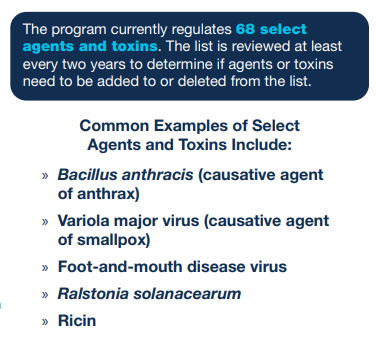 The program currently regulates 68 select
agents and toxins. The list is reviewed at least
every two years to determine if agents or toxins
need to be added to or deleted from the list.
Common Examples of Select
Agents and Toxins Include:
» Bacillus anthracis (causative agent
of anthrax)
» Variola major virus (causative agent
of smallpox)
» Foot-and-mouth disease virus
» Ralstonia solanacearum
» Ricin